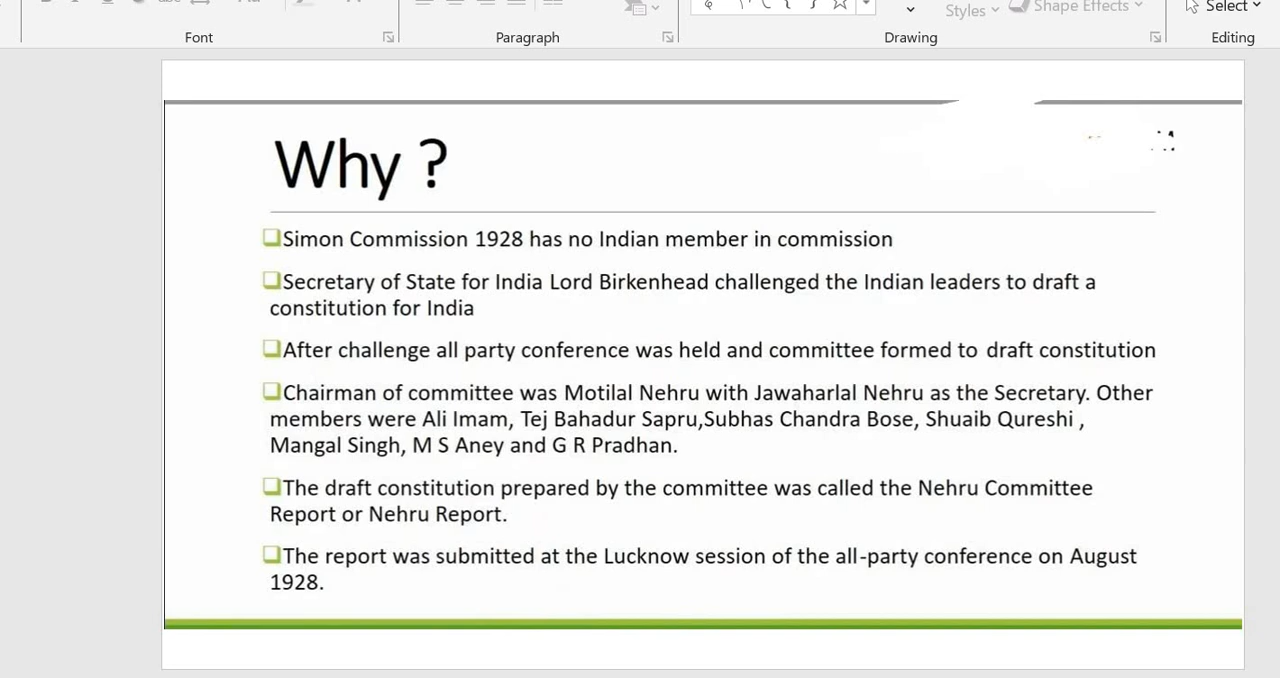 Font
Paragraph
Drawing
Styles
Shape Effects
Select
Editing
Why ?
Simon Commission 1928 has no Indian member in commission
Secretary of State for India Lord Birkenhead challenged the Indian leaders to draft a
constitution for India
After challenge all party conference was held and committee formed to draft constitution
Chairman of committee was Motilal Nehru with Jawaharlal Nehru as the Secretary. Other
members were Ali Imam, Tej Bahadur Sapru,Subhas Chandra Bose, Shuaib Qureshi ,
Mangal Singh, M S Aney and G R Pradhan.
The draft constitution prepared by the committee was called the Nehru Committee
Report or Nehru Report.
The report was submitted at the Lucknow session of the all-party conference on August
1928.